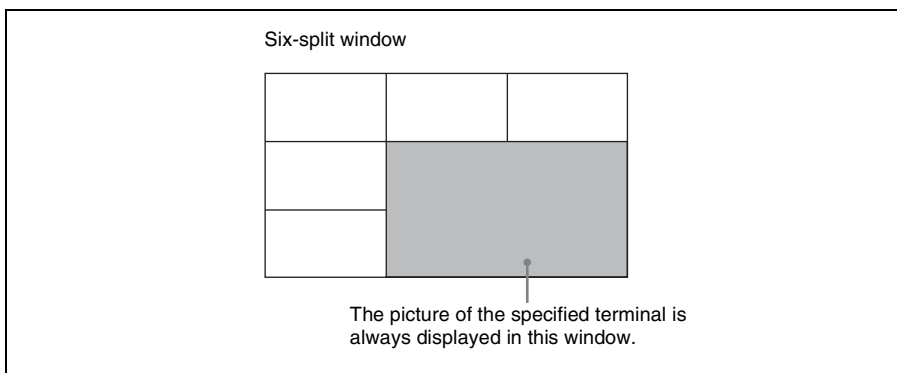 Six-split window
The picture of the specified terminal is
always displayed in this window.